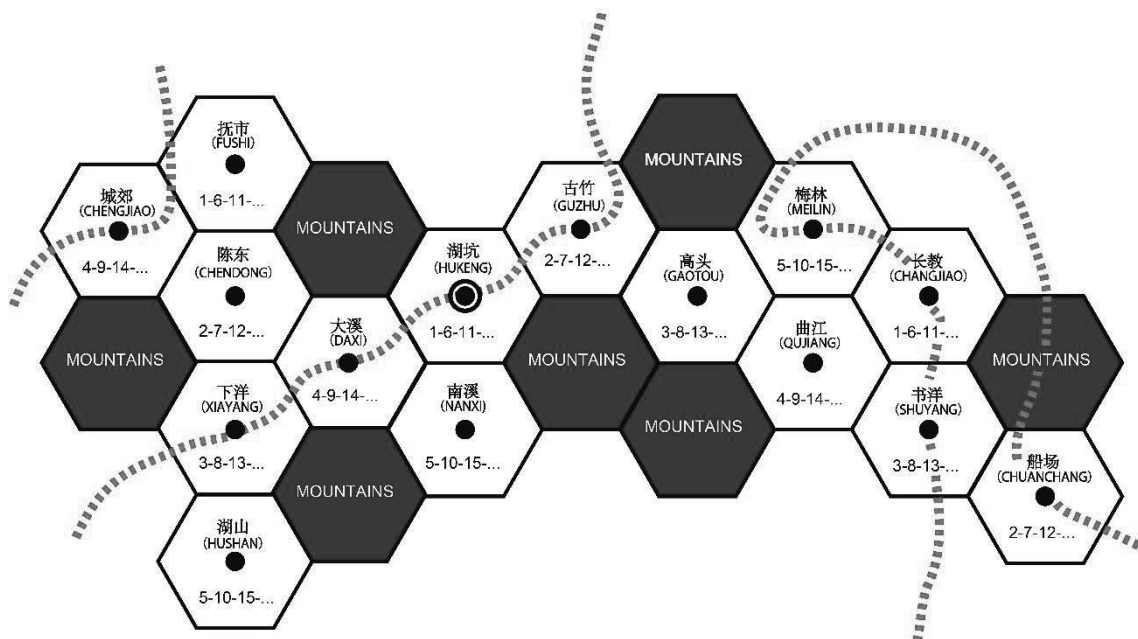 抚市
(FUSHI)
1-6-11-...
MOUNTAINS
城郊
(CHENGJIAO)
4-9-14-...
MOUNTAINS
古竹
(GUZHU)
2-7-12-...
梅林
(MEILIN)
5-10-15-...
陈东
(CHENDONG)
2-7-12-...
湖坑
(HUKENG)
1-6-11-...
高头
(GAOTOU)
3-8-13-...
长教
(CHANGJIAO)
1-6-11-...
MOUNTAINS
大溪
(DAXI)
4-9-14-...
MOUNTAINS
曲江
(QUJIANG)
4-9-14-...
MOUNTAINS
下洋
(XIAYANG)
3-8-13-...
南溪
(NANXI)
5-10-15-...
MOUNTAINS
书洋
(SHUYANG)
3-8-13-...
MOUNTAINS
船场
(CHUANCHANG)
2-7-12-...
湖山
(HUSHAN)
5-10-15-...